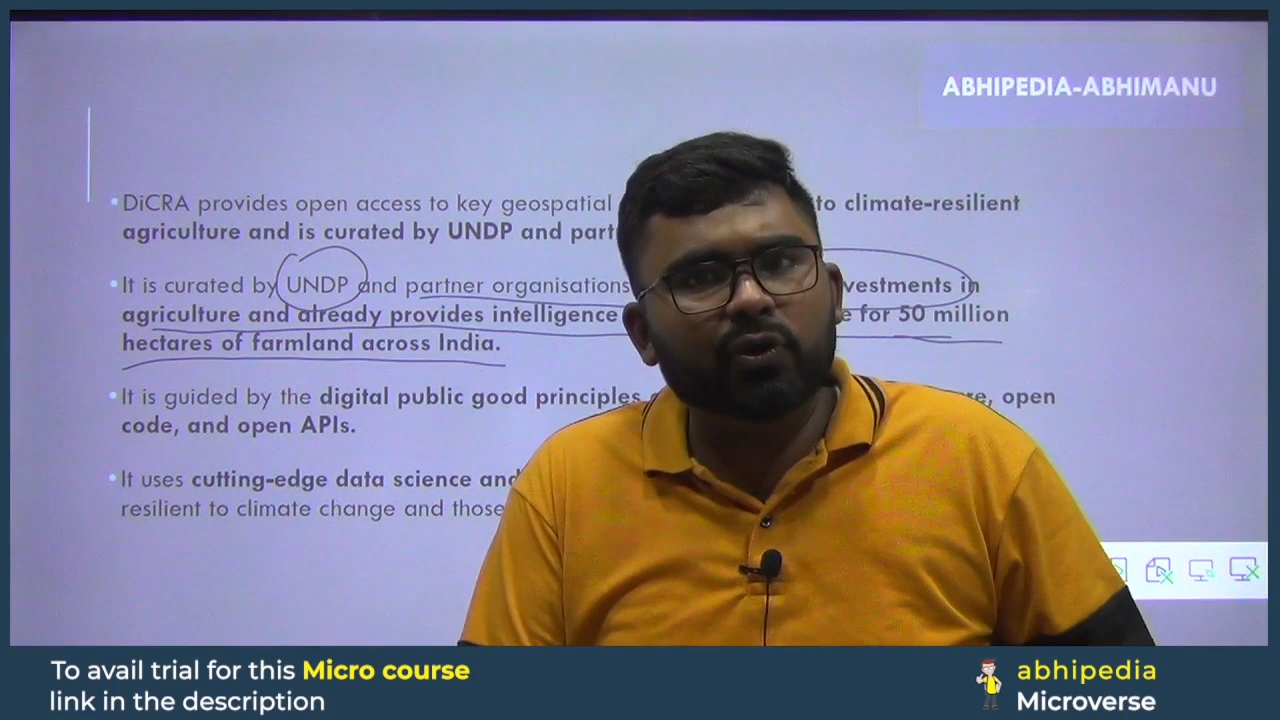 ABHIPEDIA-ABHIMANU
• DiCRA provides open access to key geospatial to climate-resilient
agriculture and is curated by UNDP and
• It is curated by UNDP and partner organisations in
agriculture and already provides intelligence for 50 million
hectares of farmland across India.
• It is guided by the digital public good principles open
code, and open APIs.
• It uses cutting-edge data science and
resilient to climate change and those
To avail trial for this Micro course
link in the description
abhipedia
Microverse